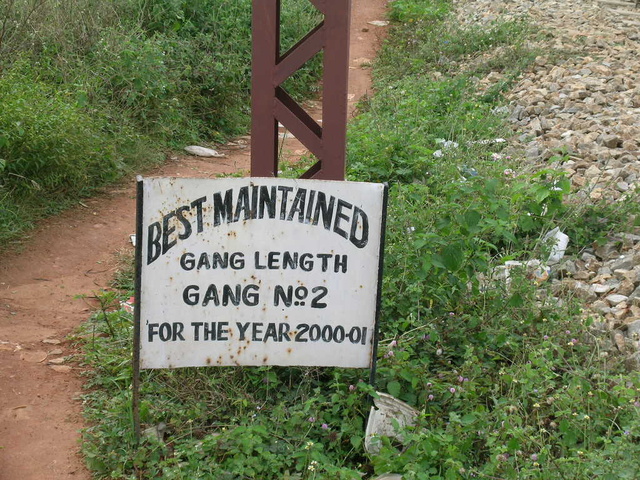 BEST MAINTAINED
GANG LENGTH
GANG Nº 2
FOR THE YEAR 2000-01